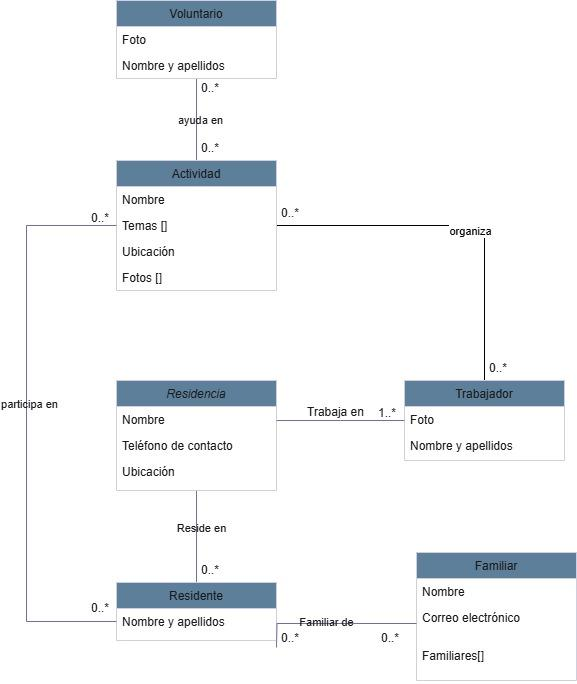 Voluntario
Foto
Nombre y apellidos
0..*
ayuda en
0..*
Actividad
Nombre
Temas []
Ubicación
Fotos []
0..*
0..*
organiza
0..*
participa en
0..*
Residencia
Nombre
Teléfono de contacto
Ubicación
Trabaja en
1..*
Trabajador
Foto
Nombre y apellidos
Reside en
0..*
Residente
Nombre y apellidos
Familiar de
0..*
0..*
Familiar
Nombre
Correo electrónico
Familiares[]